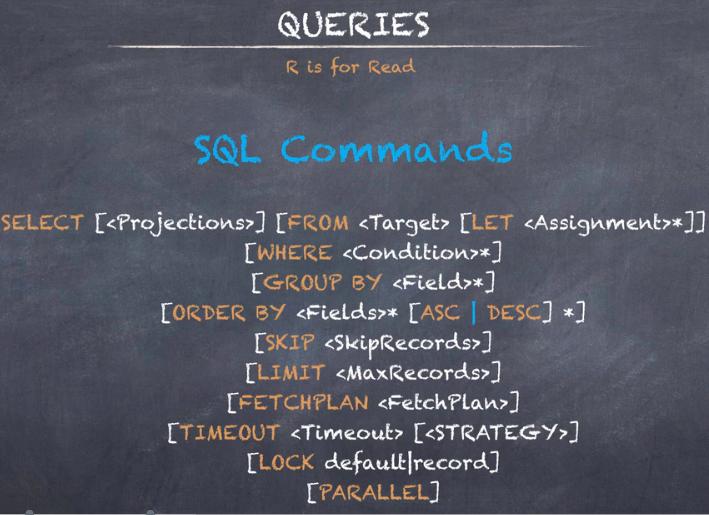 QUERIES
R is for Read
SQL Commands
SELECT [<Projections>] [FROM <Target> [LET <Assignment>*]]
[WHERE <Condition>*]
[GROUP BY <Field>*]
[ORDER BY <Fields>* [ASC | DESC] *]
[SKIP <SkipRecords>]
[LIMIT <MaxRecords>]
[FETCHPLAN <FetchPlan>]
[TIMEOUT <Timeout> [<STRATEGY>]
[LOCK default|record]
[PARALLEL]